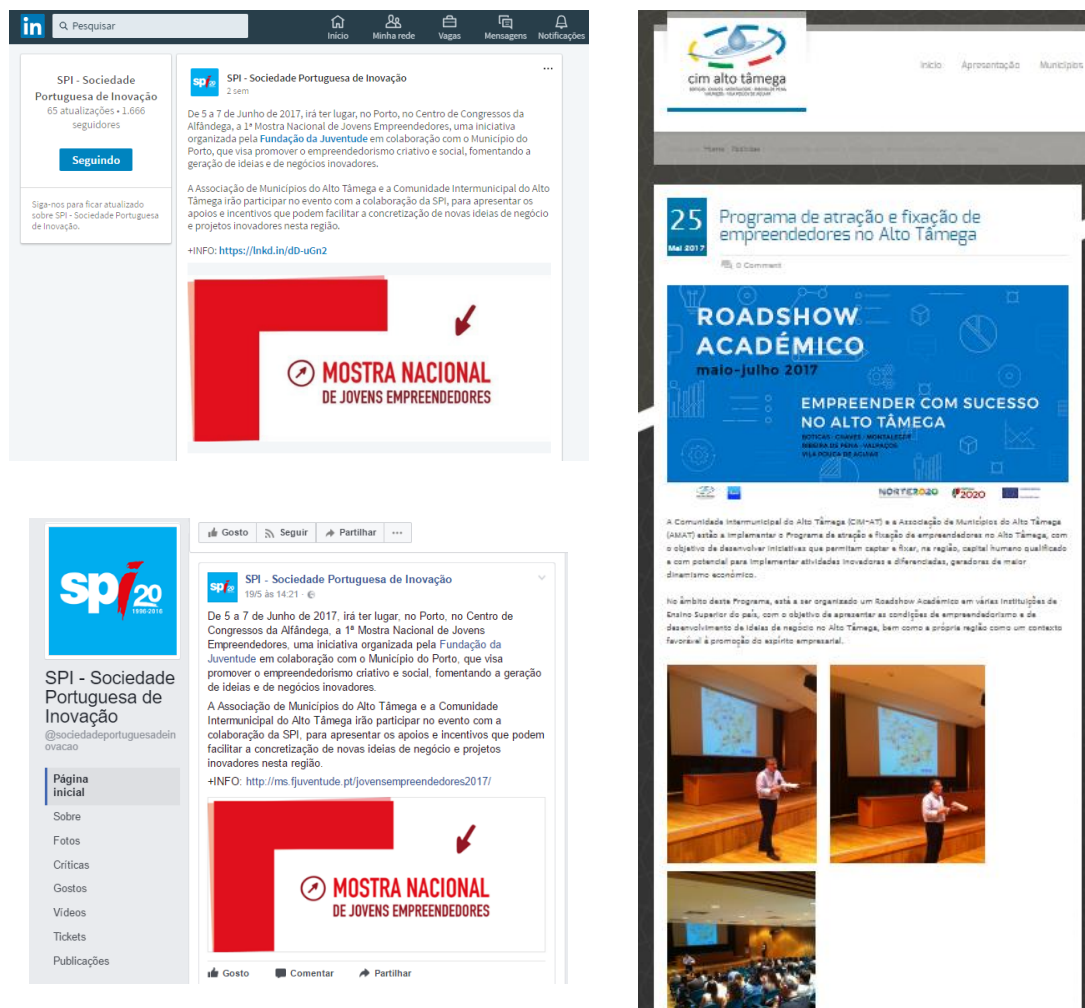 in
Pesquisar
Início
Minha rede
Vagas
Mensagens
Notificações
SPI - Sociedade
Portuguesa de Inovação
65 atualizações • 1.666
seguidores
Seguindo
Siga-nos para ficar atualizado
sobre SPI - Sociedade Portuguesa
de Inovação.
SPI - Sociedade Portuguesa de Inovação
2 sem
De 5 a 7 de Junho de 2017, irá ter lugar, no Porto, no Centro de Congressos da
Alfândega, a 1ª Mostra Nacional de Jovens Empreendedores, uma iniciativa
organizada pela Fundação da Juventude em colaboração com o Município do
Porto, que visa promover o empreendedorismo criativo e social, fomentando a
geração de ideias e de negócios inovadores.
A Associação de Municípios do Alto Tâmega e a Comunidade Intermunicipal do Alto
Tâmega irão participar no evento com a colaboração da SPI, para apresentar os
apoios e incentivos que podem facilitar a concretização de novas ideias de negócio
e projetos inovadores nesta região.
+INFO: https://lnkd.in/dD-uGn2
MOSTRA NACIONAL
DE JOVENS EMPREENDEDORES
spi 20
1996-2016
SPI - Sociedade
Portuguesa de
Inovação
@sociedadeportuguesadein
ovacao
Página
inicial
Sobre
Fotos
Críticas
Gostos
Vídeos
Tickets
Publicações
Gosto
Seguir
Partilhar
SPI - Sociedade Portuguesa de Inovação
19/5 às 14:21
De 5 a 7 de Junho de 2017, irá ter lugar, no Porto, no Centro de
Congressos da Alfândega, a 1ª Mostra Nacional de Jovens
Empreendedores, uma iniciativa organizada pela Fundação da
Juventude em colaboração com o Município do Porto, que visa
promover o empreendedorismo criativo e social, fomentando a geração
de ideias e de negócios inovadores.
A Associação de Municípios do Alto Tâmega e a Comunidade
Intermunicipal do Alto Tâmega irão participar no evento com a
colaboração da SPI, para apresentar os apoios e incentivos que podem
facilitar a concretização de novas ideias de negócio e projetos
inovadores nesta região.
+INFO: http://ms.fjuventude.pt/jovensempreendedores2017/
MOSTRA NACIONAL
DE JOVENS EMPREENDEDORES
Gosto
Comentar
Partilhar
cim alto tâmega
Início
Apresentação
Municípios
Home
Notícias
25
Mai 2017
Programa de atração e fixação de
empreendedores no Alto Tâmega
0 Comment
ROADSHOW
ACADÉMICO
maio-julho 2017
EMPREENDER COM SUCESSO
NO ALTO TÂMEGA
BOTICAS · CHAVES · MONTALEGRE
RIBEIRA DE PENA · VALPAÇOS
VILA POUCA DE AGUIAR
NORTE2020
2020
A Comunidade Intermunicipal do Alto Tâmega (CIM-AT) e a Associação de Municípios do Alto Tâmega
(AMAT) estão a implementar o Programa de atração e fixação de empreendedores no Alto Tâmega, com
o objetivo de desenvolver iniciativas que permitam captar e fixar, na região, capital humano qualificado
e com potencial para implementar atividades inovadoras e diferenciadas, geradoras de maior
dinamismo económico.
No âmbito deste Programa, está a ser organizado um Roadshow Académico em várias Instituições de
Ensino Superior do país, com o objetivo de apresentar as condições de empreendedorismo e de
desenvolvimento de ideias de negócio no Alto Tâmega, bem como a própria região como um contexto
favorável à promoção do espírito empresarial.